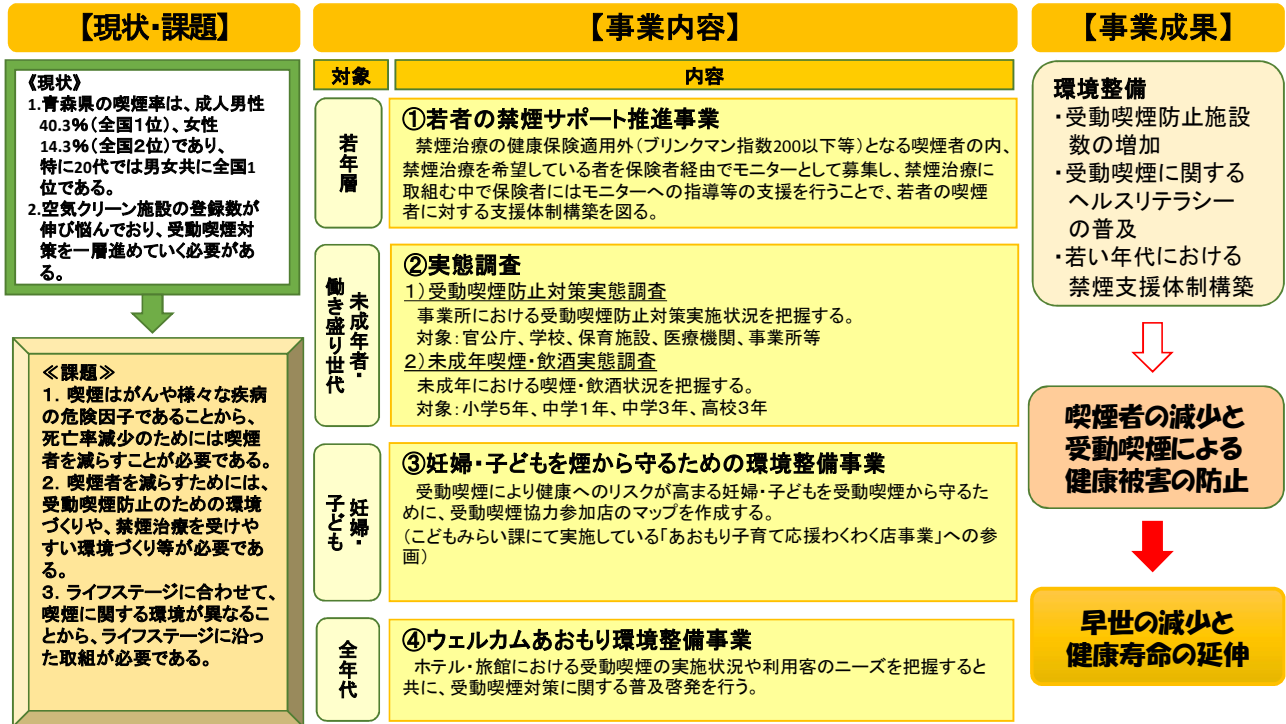 【現状・課題】
《現状》
1.青森県の喫煙率は、成人男性
40.3%(全国1位)、女性
14.3%(全国2位)であり、
特に20代では男女共に全国1
位である。
2.空気クリーン施設の登録数が
伸び悩んでおり、受動喫煙対
策を一層進めていく必要があ
る。
≪課題≫
1．喫煙はがんや様々な疾病
の危険因子であることから、
死亡率減少のためには喫煙
者を減らすことが必要である。
2．喫煙者を減らすためには、
受動喫煙防止のための環境
づくりや、禁煙治療を受けや
すい環境づくり等が必要であ
る。
3．ライフステージに合わせて、
喫煙に関する環境が異なるこ
とから、ライフステージに沿っ
た取組が必要である。
【事業内容】
対象
内容
若年層
①若者の禁煙サポート推進事業
禁煙治療の健康保険適用外(ブリンクマン指数200以下等)となる喫煙者の内、
禁煙治療を希望している者を保険者経由でモニターとして募集し、禁煙治療に
取組む中で保険者にはモニターへの指導等の支援を行うことで、若者の喫煙
者に対する支援体制構築を図る。
未成年者・
働き盛り世代
②実態調査
1)受動喫煙防止対策実態調査
事業所における受動喫煙防止対策実施状況を把握する。
対象：官公庁、学校、保育施設、医療機関、事業所等
2)未成年喫煙・飲酒実態調査
未成年における喫煙・飲酒状況を把握する。
対象：小学5年、中学1年、中学3年、高校3年
妊婦・
子ども
③妊婦・子どもを煙から守るための環境整備事業
受動喫煙により健康へのリスクが高まる妊婦・子どもを受動喫煙から守るた
めに、受動喫煙協力参加店のマップを作成する。
(こどもみらい課にて実施している「あおもり子育て応援わくわく店事業」への参
画)
全年代
④ウェルカムあおもり環境整備事業
ホテル・旅館における受動喫煙の実施状況や利用客のニーズを把握すると
共に、受動喫煙対策に関する普及啓発を行う。
【事業成果】
環境整備
・受動喫煙防止施設
数の増加
・受動喫煙に関する
ヘルスリテラシー
の普及
・若い年代における
禁煙支援体制構築
喫煙者の減少と
受動喫煙による
健康被害の防止
早世の減少と
健康寿命の延伸